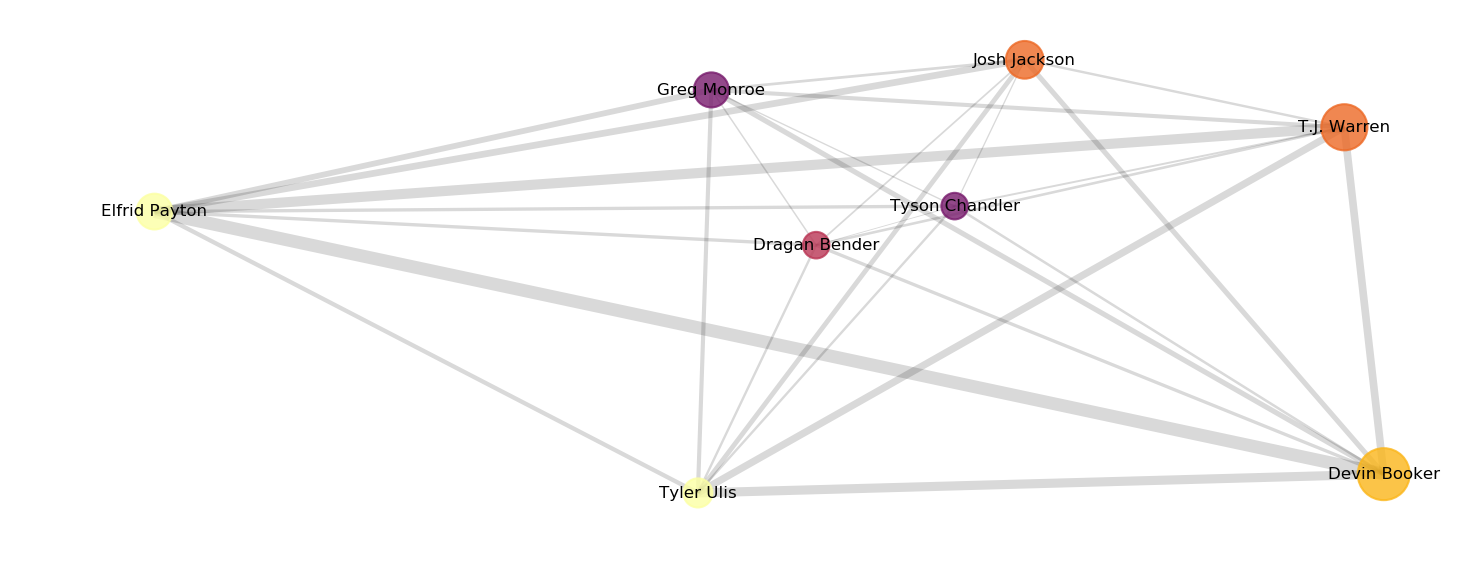 Josh Jackson
Greg Monroe
T.J. Warren
Elfrid Payton
Tyson Chandler
Dragan Bender
Devin Booker
Tyler Ulis